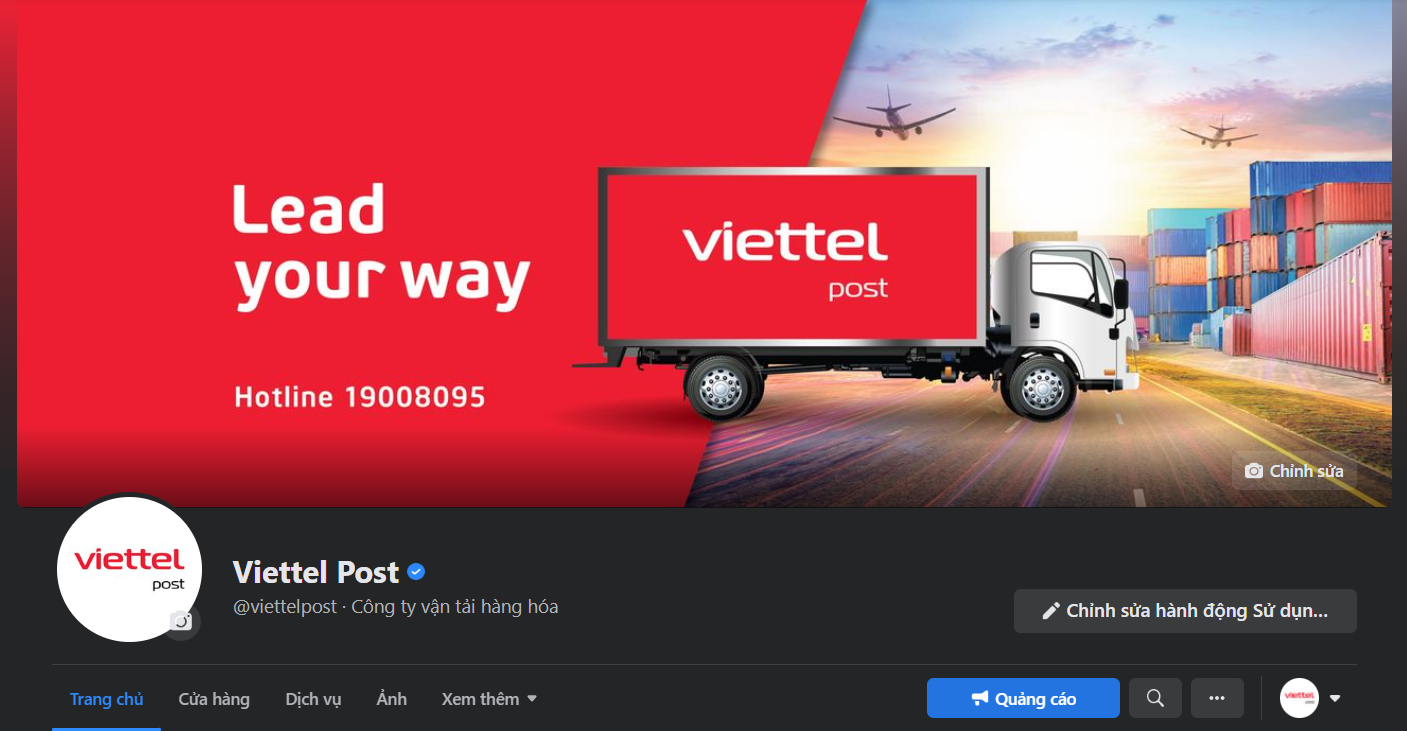 Lead
your way
Hotline 19008095
viettel
post
Chỉnh sửa
viettel
post
Viettel Post
@viettelpost · Công ty vận tải hàng hóa
Chỉnh sửa hành động Sử dụn...
Trang chủ
Cửa hàng
Dịch vụ
Ảnh
Xem thêm
Quảng cáo
viettel